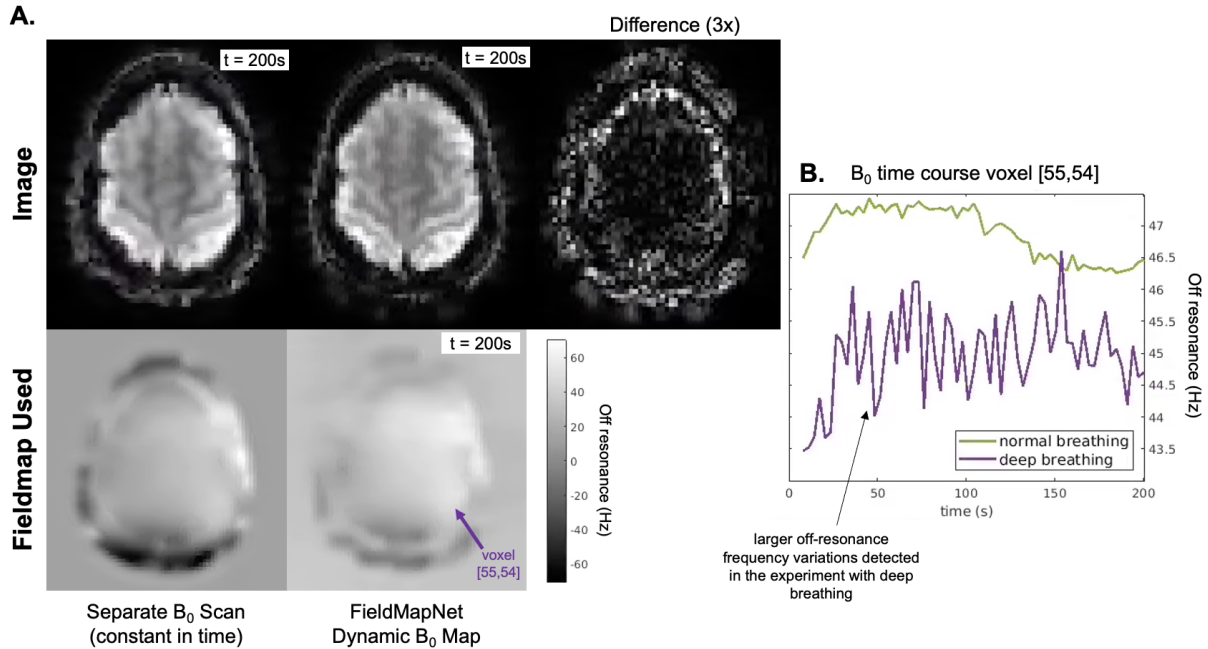 A.
Difference (3x)
t = 200s
t = 200s
Image
B.
B₀ time course voxel [55,54]
47
46.5
46
45.5
45
44.5
44
43.5
Off resonance (Hz)
normal breathing
deep breathing
0
50
100
150
200
time (s)
larger off-resonance
frequency variations detected
in the experiment with deep
breathing
Fieldmap Used
t = 200s
voxel
[55,54]
60
40
20
0
-20
-40
-60
Off resonance (Hz)
Separate B₀ Scan
(constant in time)
FieldMapNet
Dynamic B₀ Map